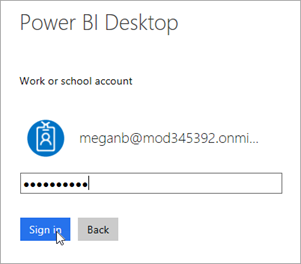 Power BI Desktop
Work or school account
meganb@mod345392.onmi...
●●●●●●●●●●
Sign in Back